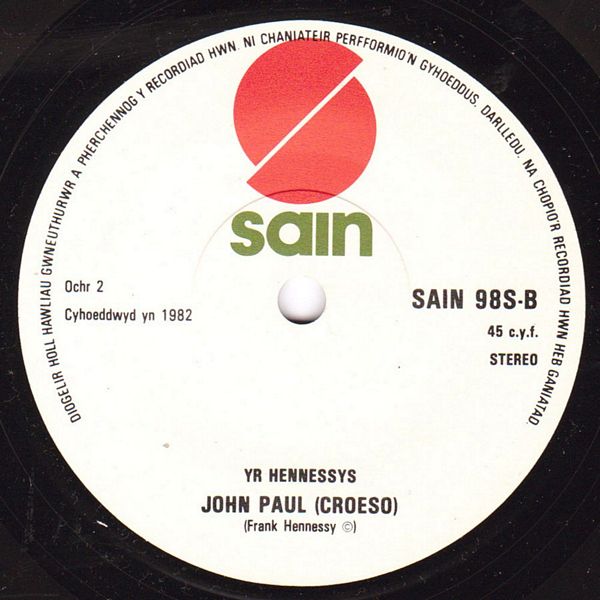 DIOGELIR HOLL HAWLIAU GWNEUTHURWR A PHERCHENNOG Y RECORDIAD HWN. NI CHANIATEIR PERFFORMIO'N GYHOEDDUS, DARLLEDU, NA CHOPIO'R RECORDIAD HWN HEB GANIATAD.
sain
Ochr 2
Cyhoeddwyd yn 1982
SAIN 98S-B
45 c.y.f.
STEREO
YR HENNESSYS
JOHN PAUL (CROESO)
(Frank Hennessy ©)